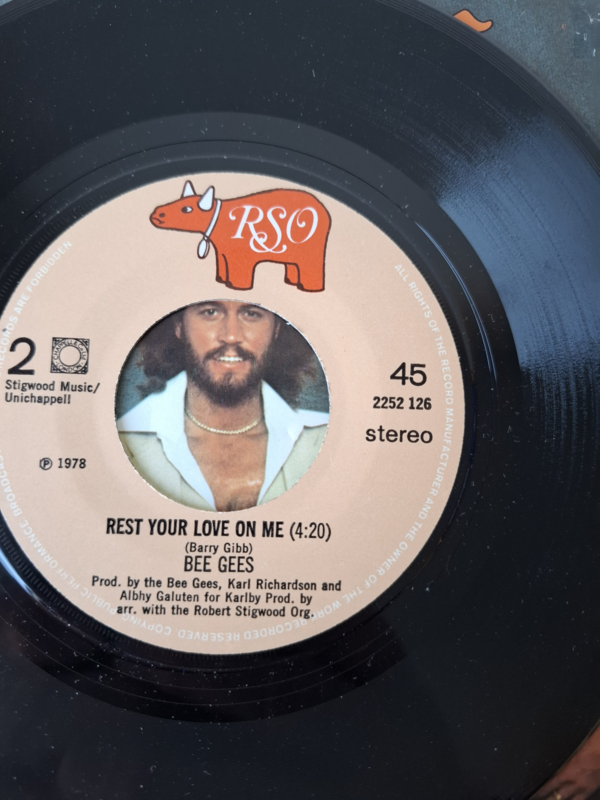 RSO
2
Stigwood Music/
Unichappell
45
2252 126
stereo
℗ 1978
REST YOUR LOVE ON ME (4:20)
(Barry Gibb)
BEE GEES
Prod. by the Bee Gees, Karl Richardson and
Albhy Galuten for Karlby Prod. by
arr. with the Robert Stigwood Org.
ALL RIGHTS OF THE RECORD MANUFACTURER AND THE OWNER OF THE WORK RECORDED RESERVED. COPYING PUBLIC PERFORMANCE, RECORDS ARE FORBIDDEN